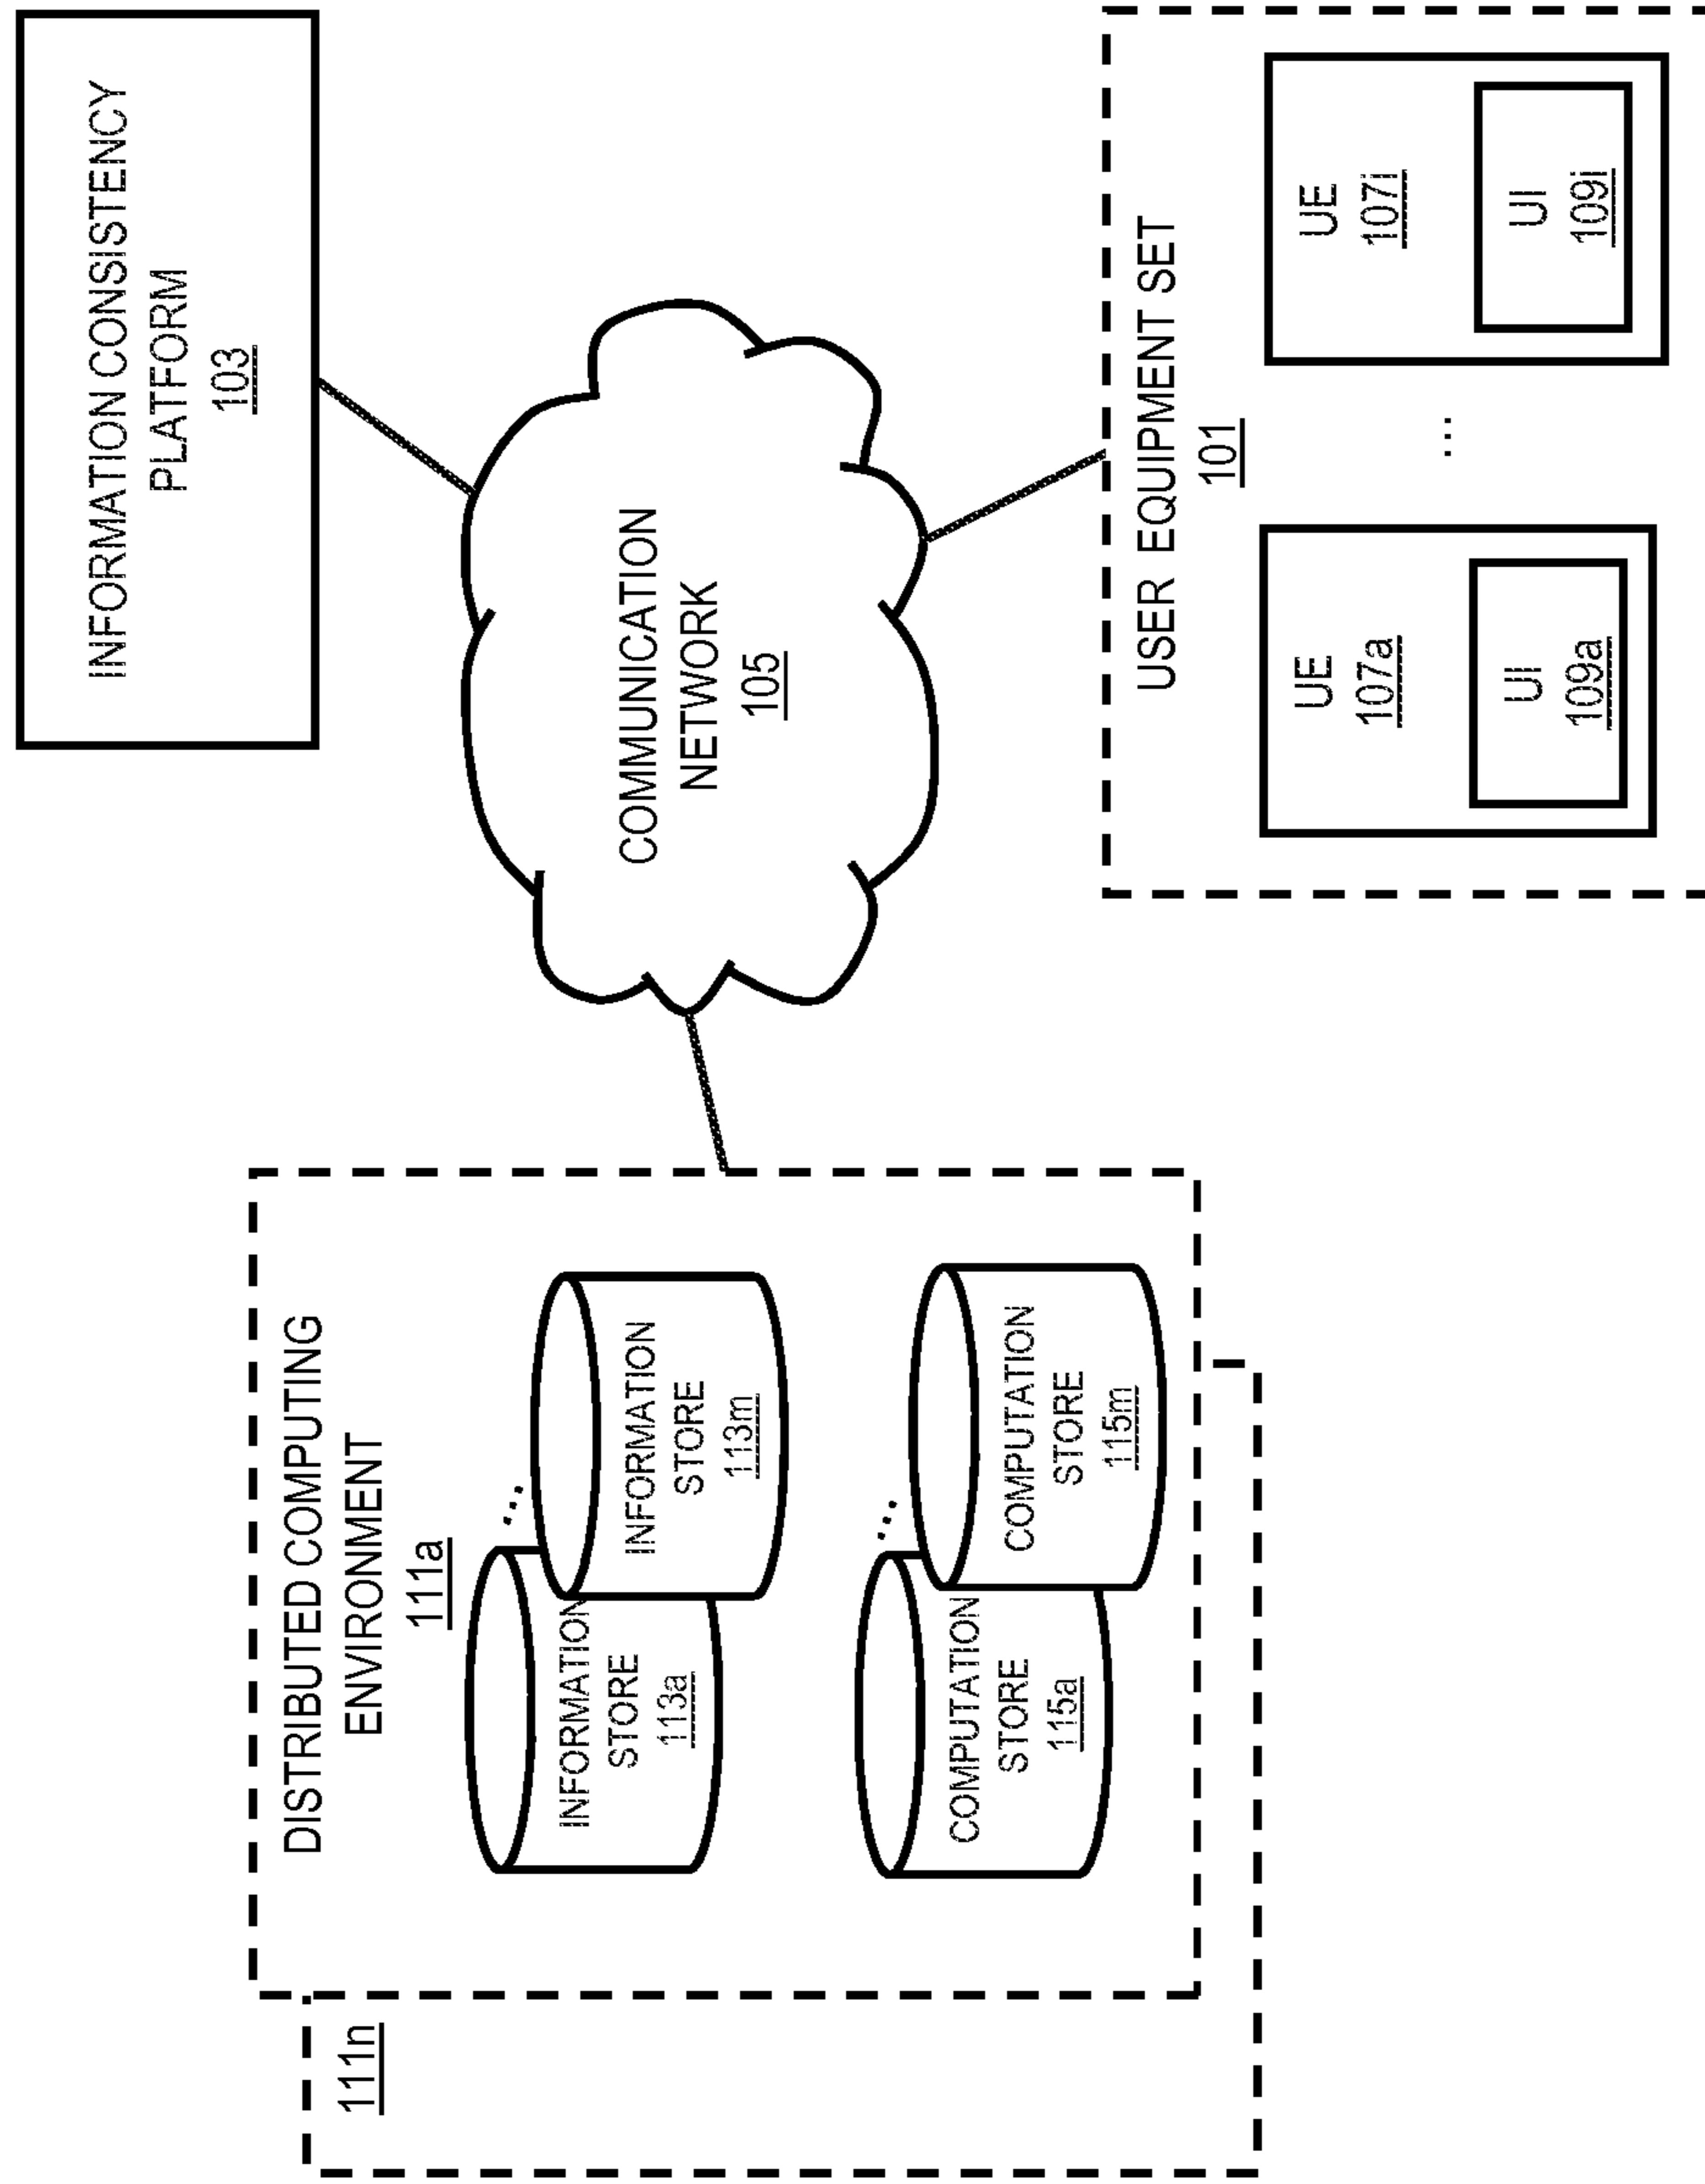 INFORMATION CONSISTENCY
PLATFORM
103
COMMUNICATION
NETWORK
105
DISTRIBUTED COMPUTING
ENVIRONMENT
111a
111n
INFORMATION
STORE
113a
...
INFORMATION
STORE
113m
COMPUTATION
STORE
115a
...
COMPUTATION
STORE
115m
USER EQUIPMENT SET
101
UE
107a
UI
109a
...
UE
107i
UI
109i